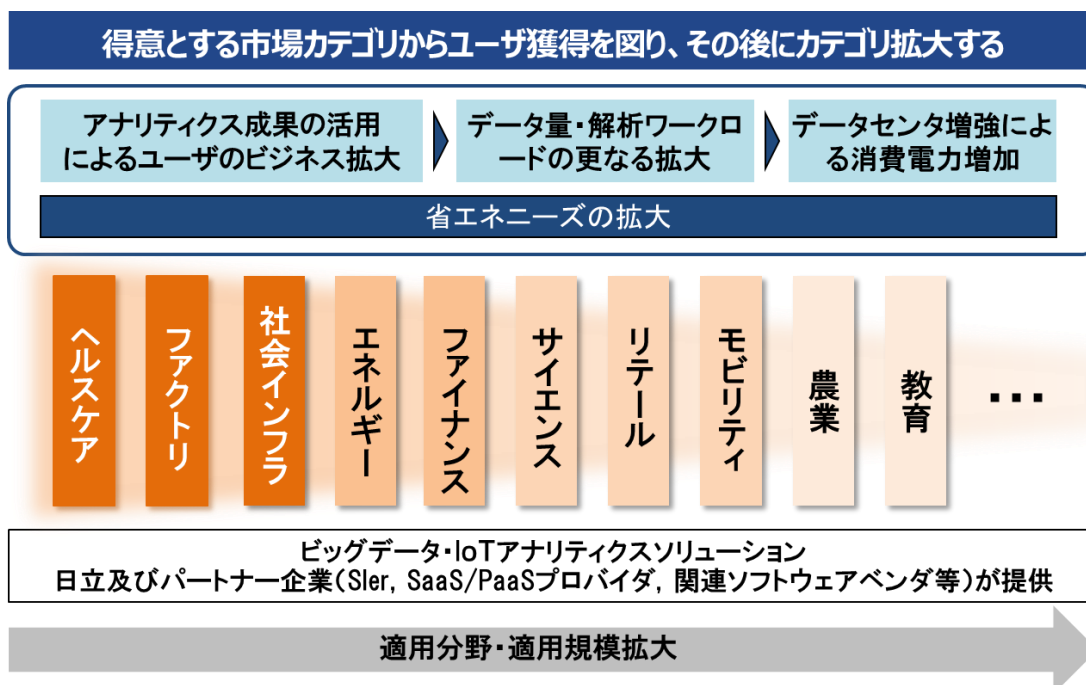 得意とする市場カテゴリからユーザ獲得を図り、その後にカテゴリ拡大する
アナリティクス成果の活用
によるユーザのビジネス拡大
データ量・解析ワークロ
ードの更なる拡大
データセンタ増強によ
る消費電力増加
省エネニーズの拡大
ヘルスケア
ファクトリ
社会インフラ
エネルギー
ファイナンス
サイエンス
リテール
モビリティ
農業
教育
…
ビッグデータ・IoTアナリティクスソリューション
日立及びパートナー企業(SIer, SaaS/PaaSプロバイダ, 関連ソフトウェアベンダ等)が提供
適用分野・適用規模拡大